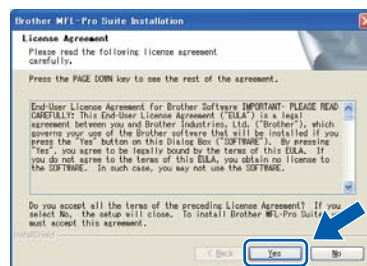 Brother MFL-Pro Suite Installation
License Agreement
Please read the following license agreement
carefully.
Press the PAGE DOWN key to see the rest of the agreement.
End-User License Agreement for Brother Software IMPORTANT- PLEASE READ
CAREFULLY: This End-User License Agreement ("EULA") is a legal
agreement between you and Brother Industries, Ltd. ("Brother"), which
governs your use of the Brother software that will be installed if you
press the "Yes" button on this Dialog Box ("SOFTWARE"). By pressing
"Yes", you agree to be legally bound by the terms of this EULA. If
you do not agree to the terms of this EULA, you obtain no license to
the SOFTWARE. In such case, you may not use the SOFTWARE.
Do you accept all the terms of the preceding License Agreement? If you
select No, the setup will close. To install Brother MFL-Pro Suite, you
must accept this agreement.
InstallShield
< Back Yes No